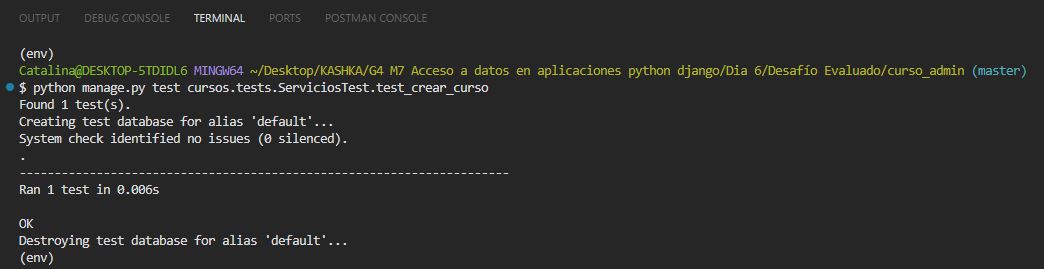 OUTPUT DEBUG CONSOLE TERMINAL PORTS POSTMAN CONSOLE
(env)
Catalina@DESKTOP-5TDIDL6 MINGW64 ~/Desktop/KASHKA/G4 M7 Acceso a datos en aplicaciones python django/Dia 6/Desafío Evaluado/curso_admin (master)
$ python manage.py test cursos.tests.ServiciosTest.test_crear_curso
Found 1 test(s).
Creating test database for alias 'default'...
System check identified no issues (0 silenced).
.
----------------------------------------------------------------------
Ran 1 test in 0.006s
OK
Destroying test database for alias 'default'...
(env)